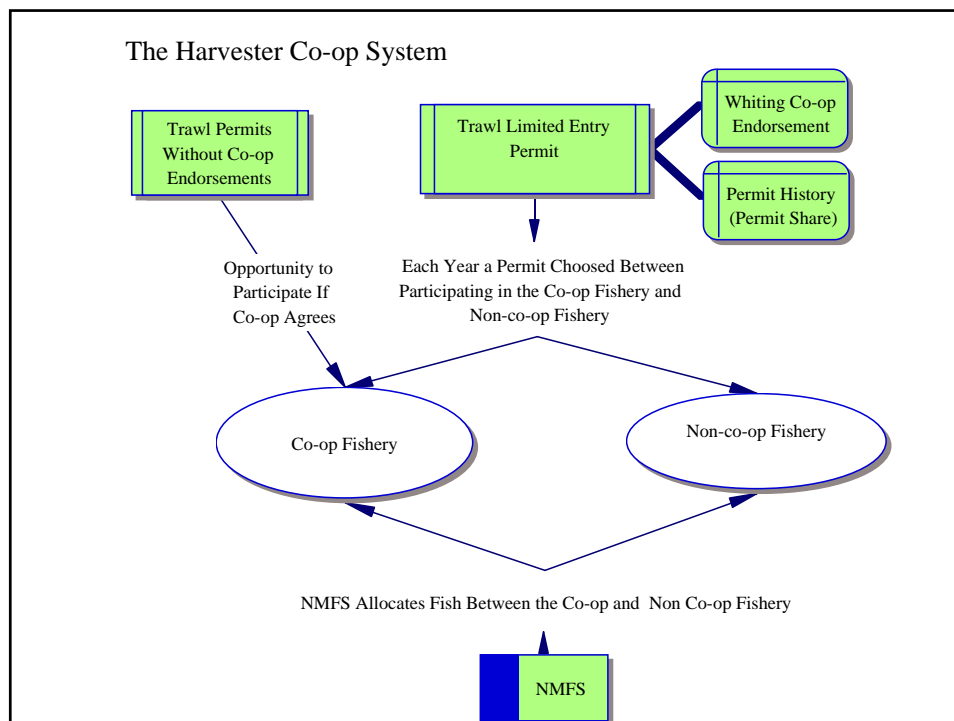 The Harvester Co-op System
Trawl Permits
Without Co-op
Endorsements
Trawl Limited Entry
Permit
Whiting Co-op
Endorsement
Permit History
(Permit Share)
Opportunity to
Participate If
Co-op Agrees
Each Year a Permit Choosed Between
Participating in the Co-op Fishery and
Non-co-op Fishery
Co-op Fishery
Non-co-op Fishery
NMFS Allocates Fish Between the Co-op and Non Co-op Fishery
NMFS